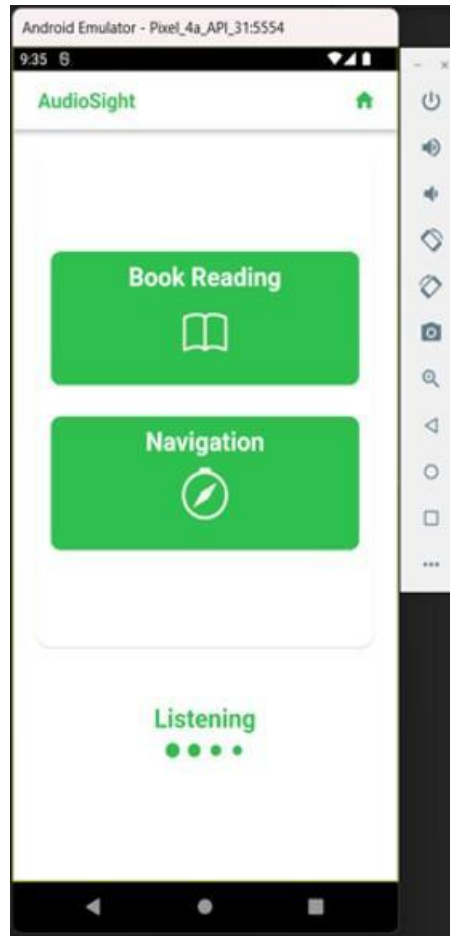 Android Emulator - Pixel_4a_API_31:5554
9:35
AudioSight
Book Reading
Navigation
Listening